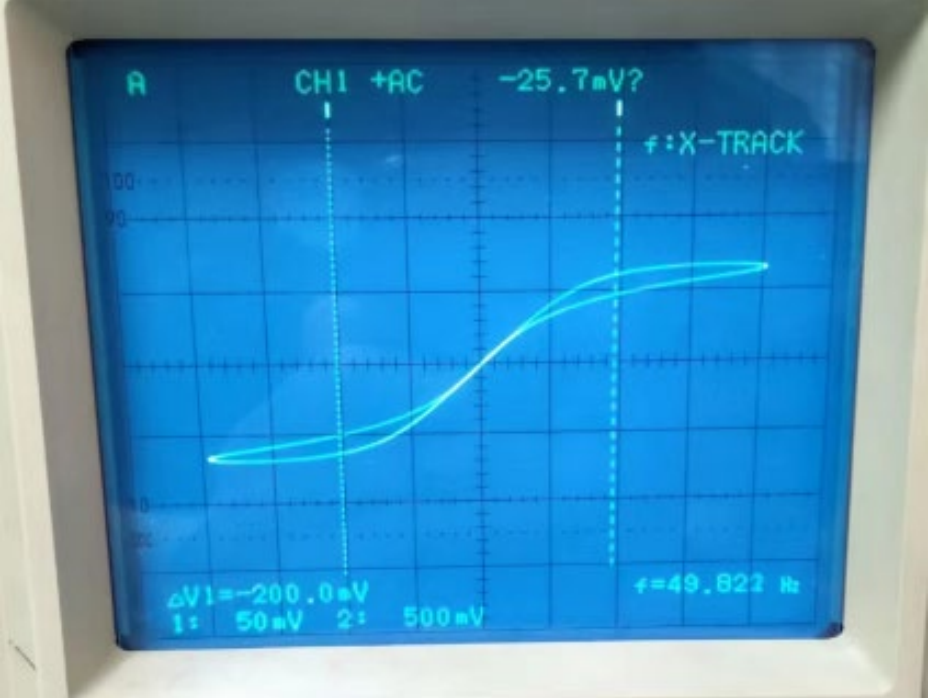 A CH1 +AC -25.7mV?
f:X-TRACK
100
90
ΔV1=-200.0mV f=49.822 Hz
1: 50mV 2: 500mV